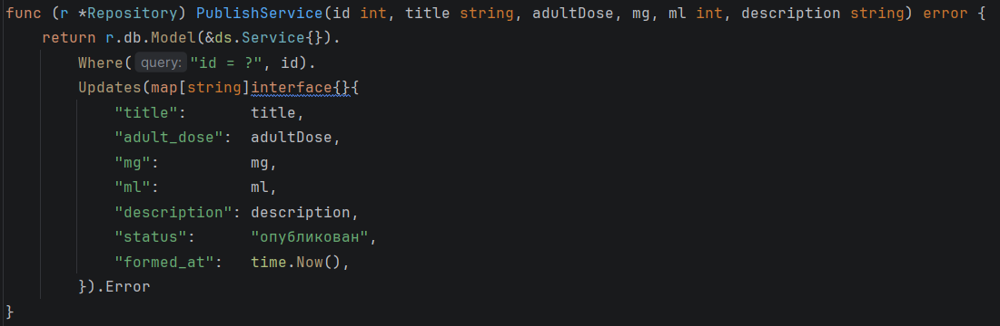 func (r *Repository) PublishService(id int, title string, adultDose, mg, ml int, description string) error {
    return r.db.Model(&ds.Service{}).
        Where( query: "id = ?", id).
        Updates(map[string]interface{}{
            "title":       title,
            "adult_dose":  adultDose,
            "mg":          mg,
            "ml":          ml,
            "description": description,
            "status":      "опубликован",
            "formed_at":   time.Now(),
        }).Error
}